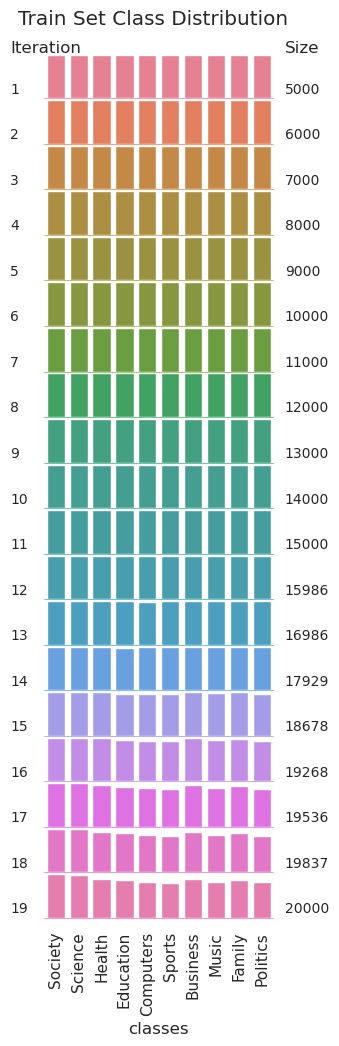 Train Set Class Distribution
Iteration Size
1 5000
2 6000
3 7000
4 8000
5 9000
6 10000
7 11000
8 12000
9 13000
10 14000
11 15000
12 15986
13 16986
14 17929
15 18678
16 19268
17 19536
18 19837
19 20000
Society
Science
Health
Education
Computers
Sports
Business
Music
Family
Politics
classes